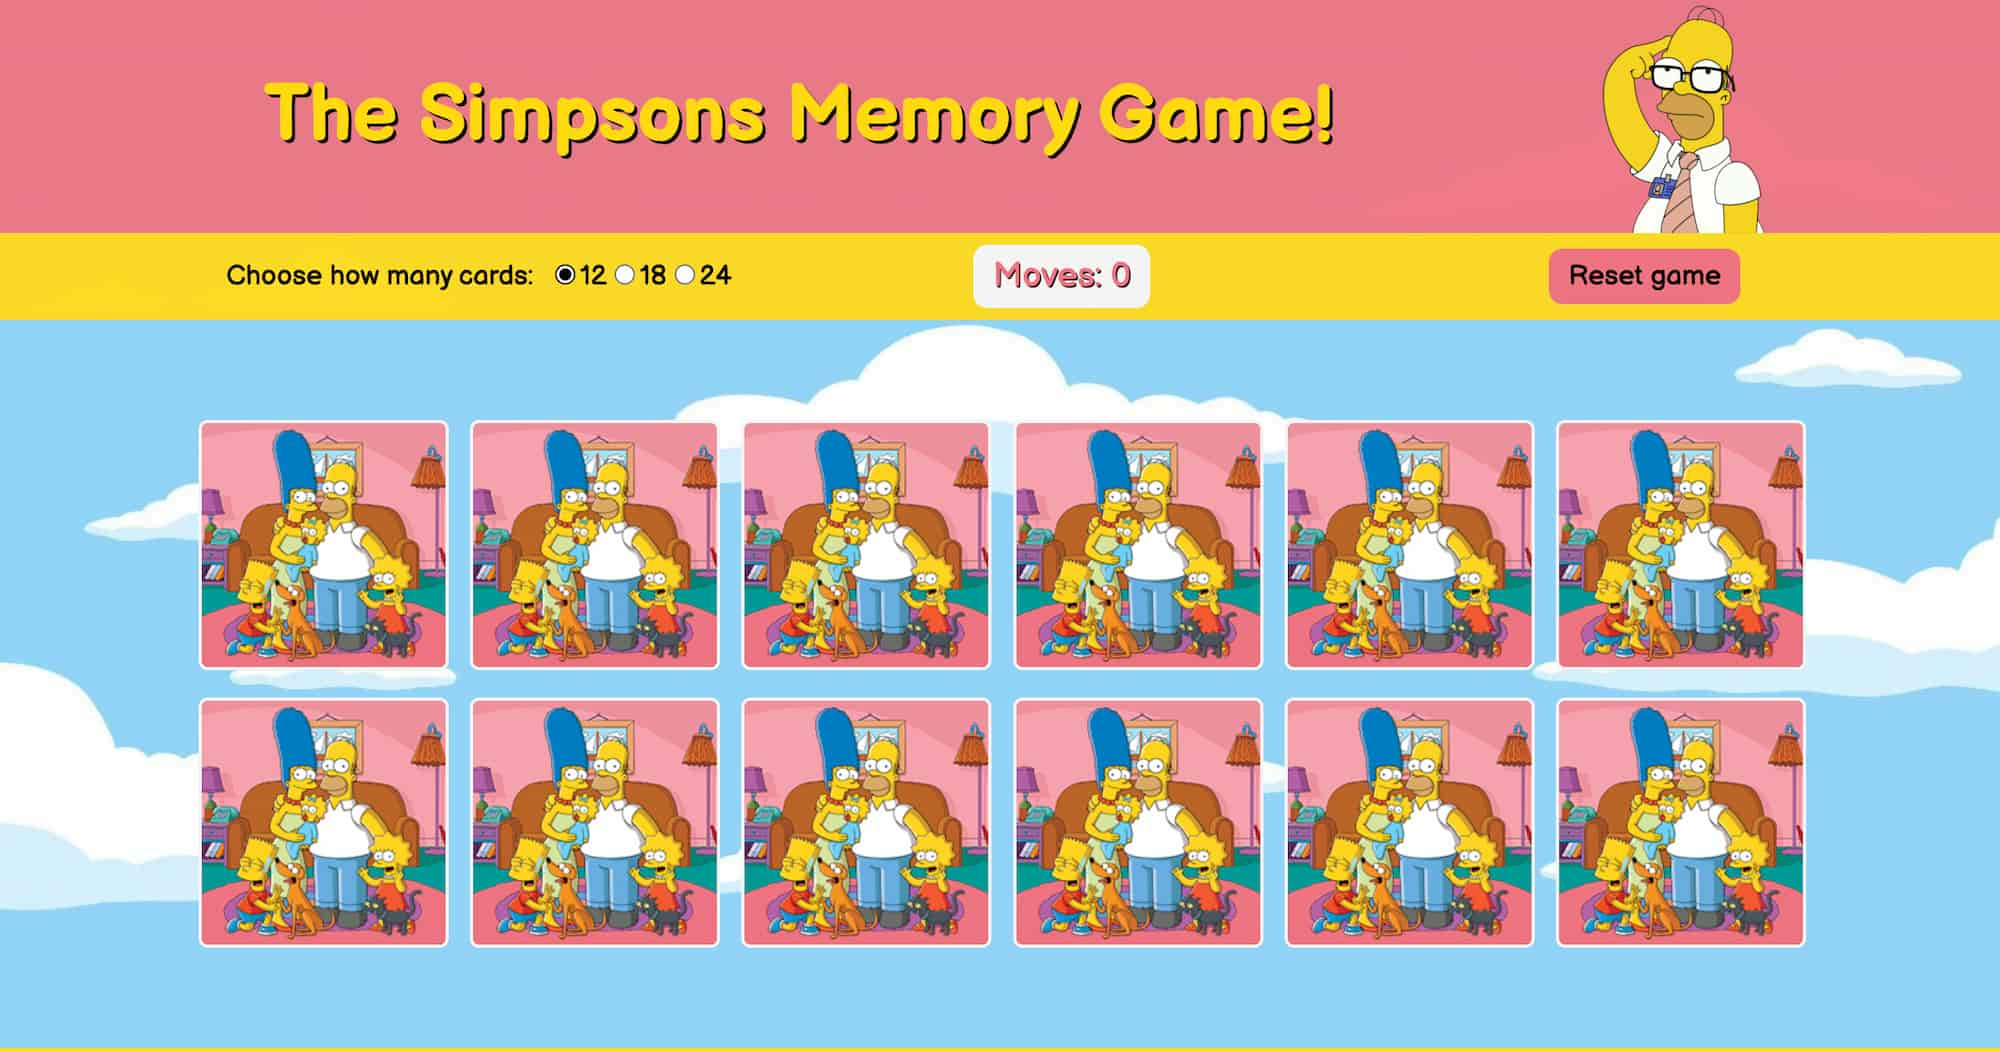 The Simpsons Memory Game!
Choose how many cards: 12 18 24
Moves: 0
Reset game